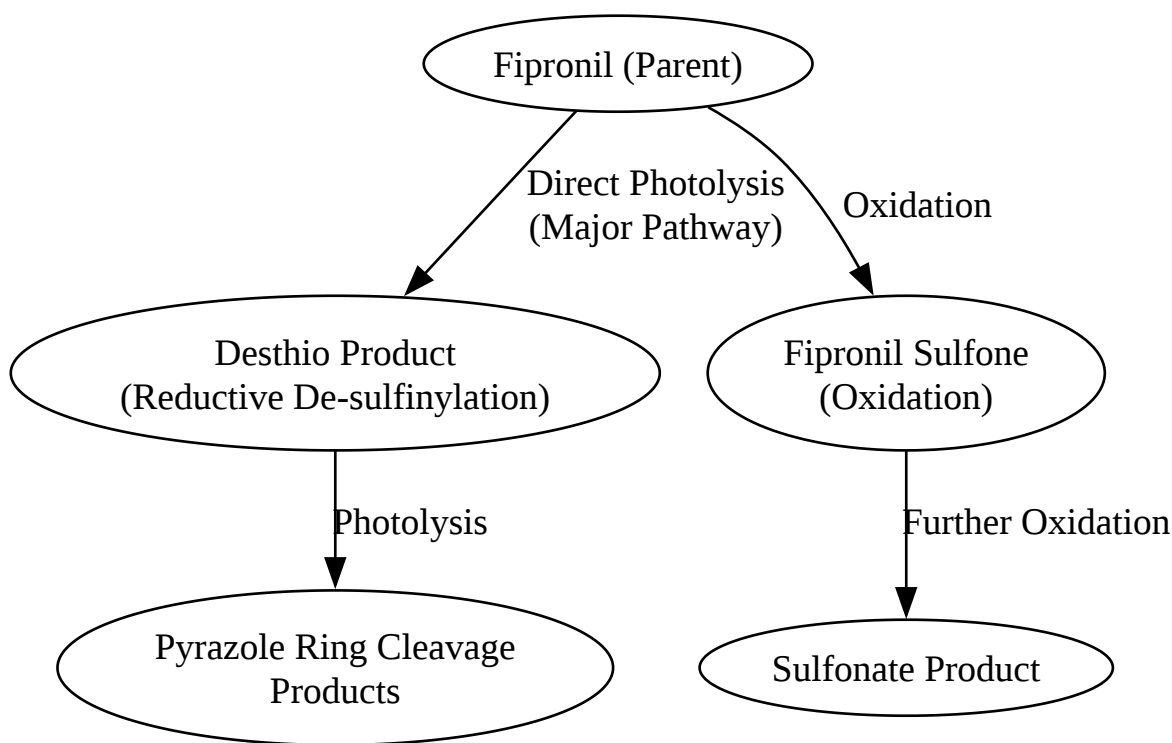 Fipronil (Parent)
Direct Photolysis
(Major Pathway)
Oxidation
Desthio Product
(Reductive De-sulfinylation)
Fipronil Sulfone
(Oxidation)
Photolysis
Further Oxidation
Pyrazole Ring Cleavage
Products
Sulfonate Product